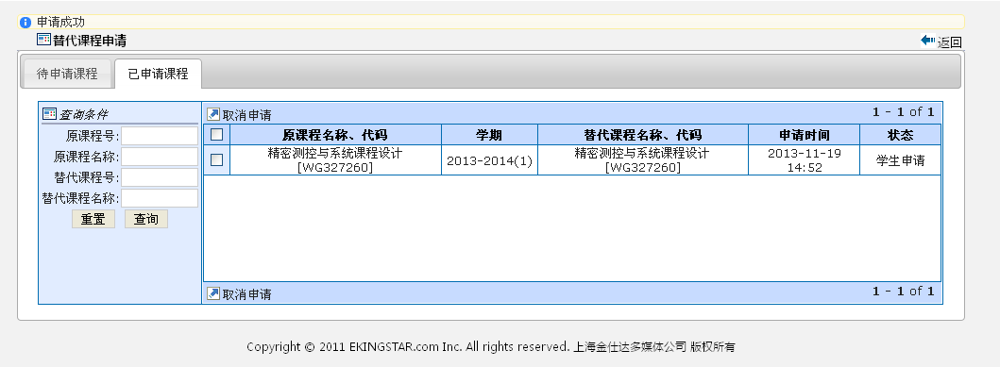 申请成功
替代课程申请
返回
待申请课程
已申请课程
查询条件
原课程号:
原课程名称:
替代课程号:
替代课程名称:
重置
查询
取消申请
1 - 1 of 1
原课程名称、代码
学期
替代课程名称、代码
申请时间
状态
精密测控与系统课程设计
[WG327260]
2013-2014(1)
精密测控与系统课程设计
[WG327260]
2013-11-19
14:52
学生申请
取消申请
1 - 1 of 1
Copyright © 2011 EKINGSTAR.com Inc. All rights reserved. 上海金仕达多媒体公司 版权所有